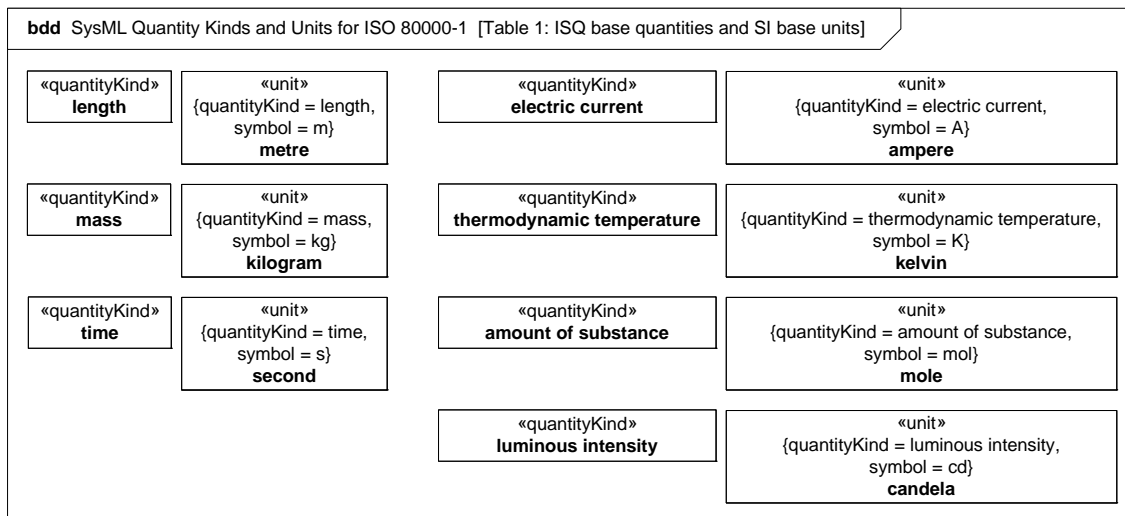 bdd SysML Quantity Kinds and Units for ISO 80000-1 [Table 1: ISQ base quantities and SI base units]
«quantityKind»
length
«unit»
{quantityKind = length,
symbol = m}
metre
«quantityKind»
electric current
«unit»
{quantityKind = electric current,
symbol = A}
ampere
«quantityKind»
mass
«unit»
{quantityKind = mass,
symbol = kg}
kilogram
«quantityKind»
thermodynamic temperature
«unit»
{quantityKind = thermodynamic temperature,
symbol = K}
kelvin
«quantityKind»
time
«unit»
{quantityKind = time,
symbol = s}
second
«quantityKind»
amount of substance
«unit»
{quantityKind = amount of substance,
symbol = mol}
mole
«quantityKind»
luminous intensity
«unit»
{quantityKind = luminous intensity,
symbol = cd}
candela